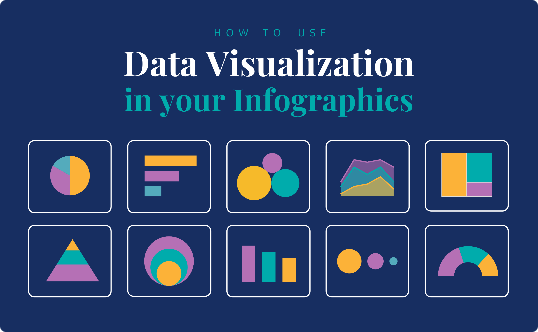 HOW TO USE
Data Visualization
in your Infographics